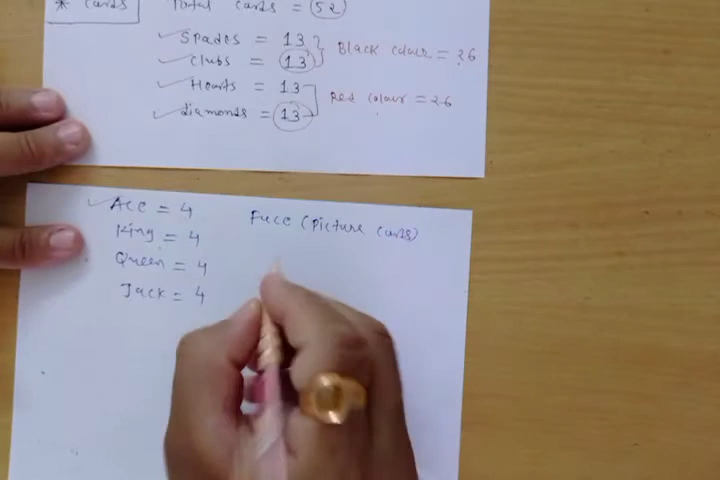 * Cards Total cards = 52
Spades = 13
Clubs = 13
Black colour = 26
Hearts = 13
Red colour = 26
diamonds = 13
Ace = 4
King = 4
Queen = 4
Jack = 4
Face (picture cards)